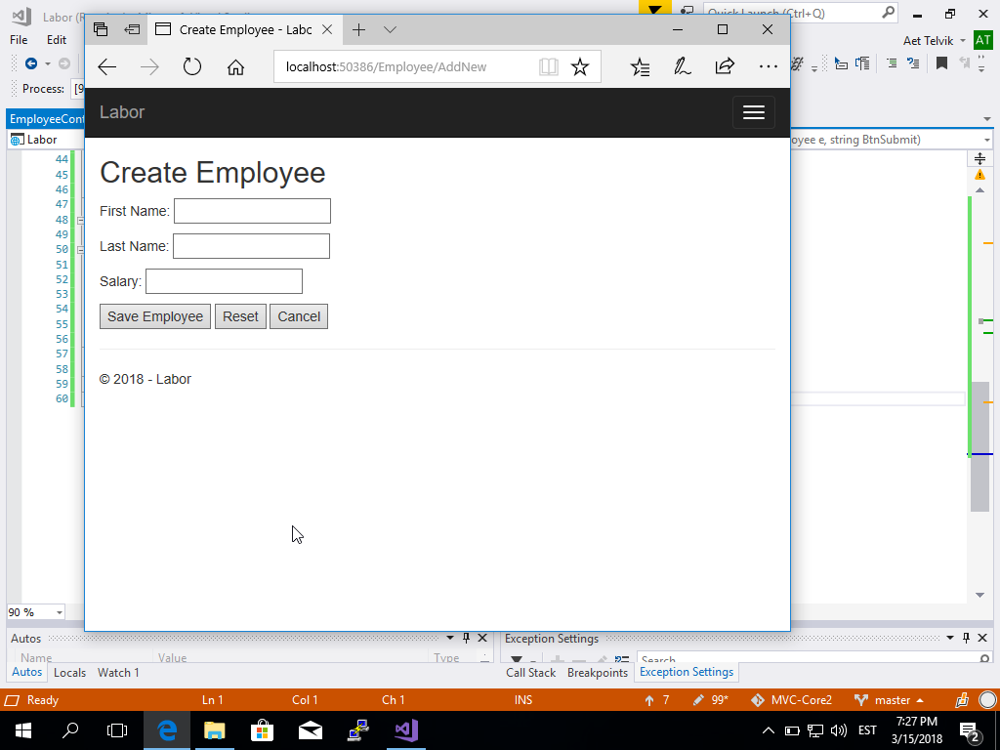 Labor
Quick Launch (Ctrl+Q)
Create Employee - Labc
File Edit
Aet Telvik AT
localhost:50386/Employee/AddNew
Process: [9
Labor
EmployeeCont
Labor
oyee e, string BtnSubmit)
44
45
46
47
48
49
50
51
52
53
54
55
56
57
58
59
60
Create Employee
First Name:
Last Name:
Salary:
Save Employee Reset Cancel
© 2018 - Labor
90 %
Autos
Exception Settings
Name Value Type
Search
Autos Locals Watch 1
Call Stack Breakpoints Exception Settings
Ready Ln 1 Col 1 Ch 1 INS 7 99* MVC-Core2 master
EST 7:27 PM
3/15/2018
2